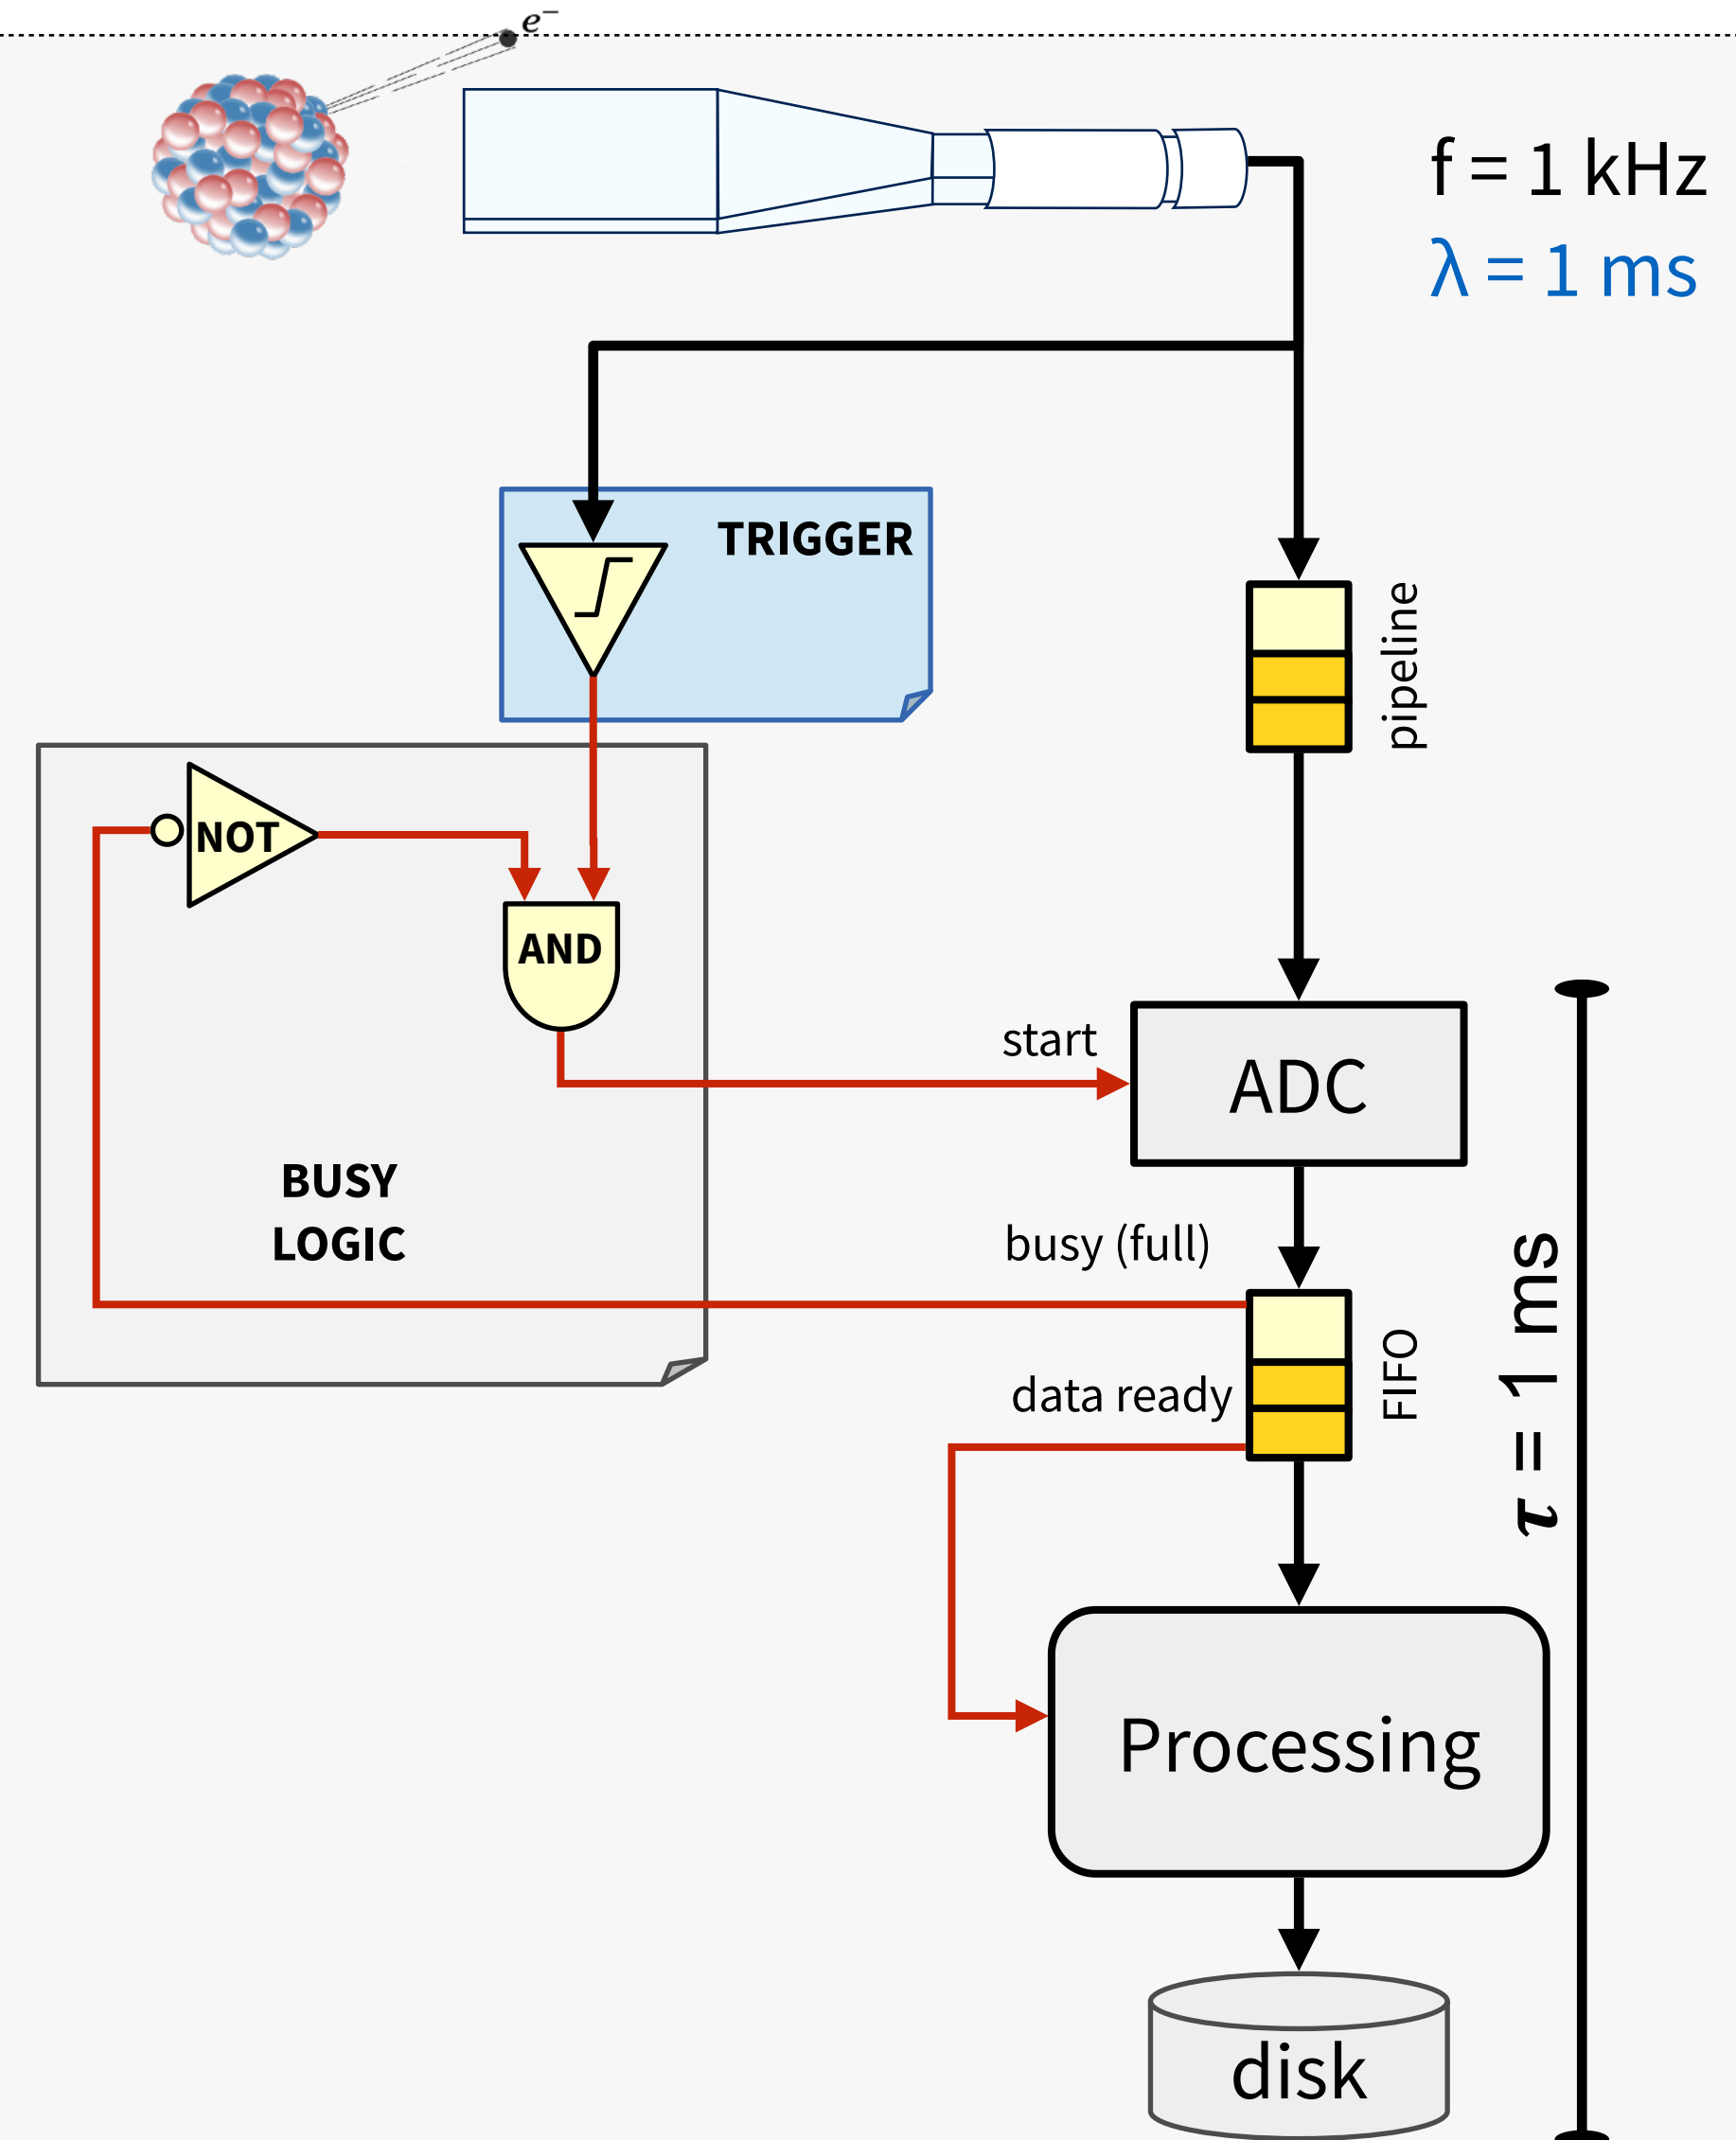 e⁻
f = 1 kHz
λ = 1 ms
TRIGGER
pipeline
NOT
AND
start
ADC
BUSY
LOGIC
busy (full)
FIFO
data ready
τ = 1 ms
Processing
disk